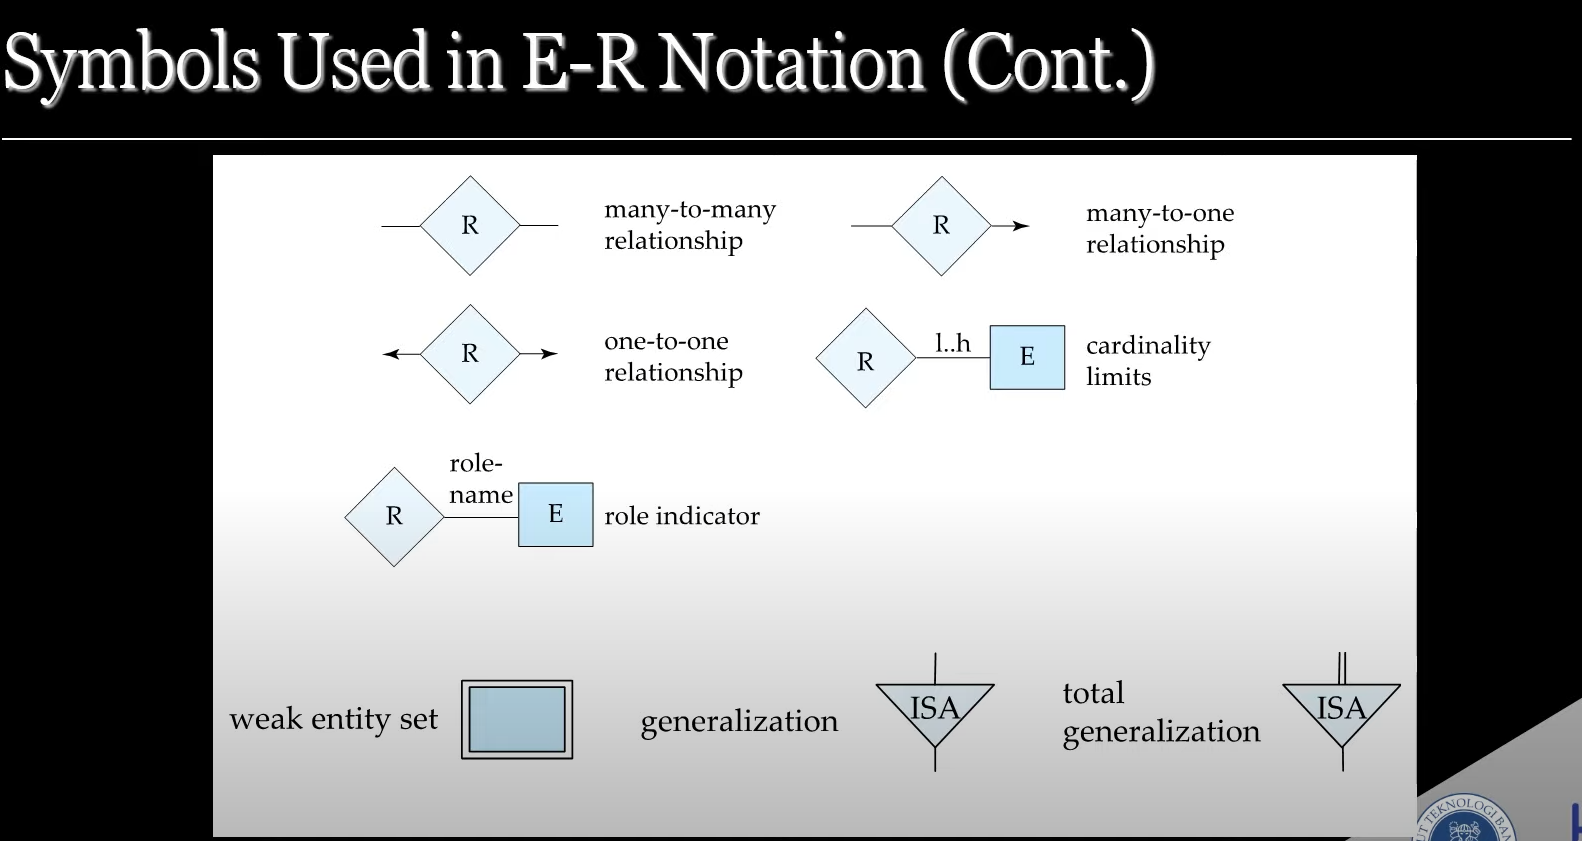 Symbols Used in E-R Notation (Cont.)
R
many-to-many
relationship
R
many-to-one
relationship
R
one-to-one
relationship
R
l..h
E
cardinality
limits
R
role-
name
E
role indicator
weak entity set
generalization
ISA
total
generalization
ISA
TEKNOLOGI